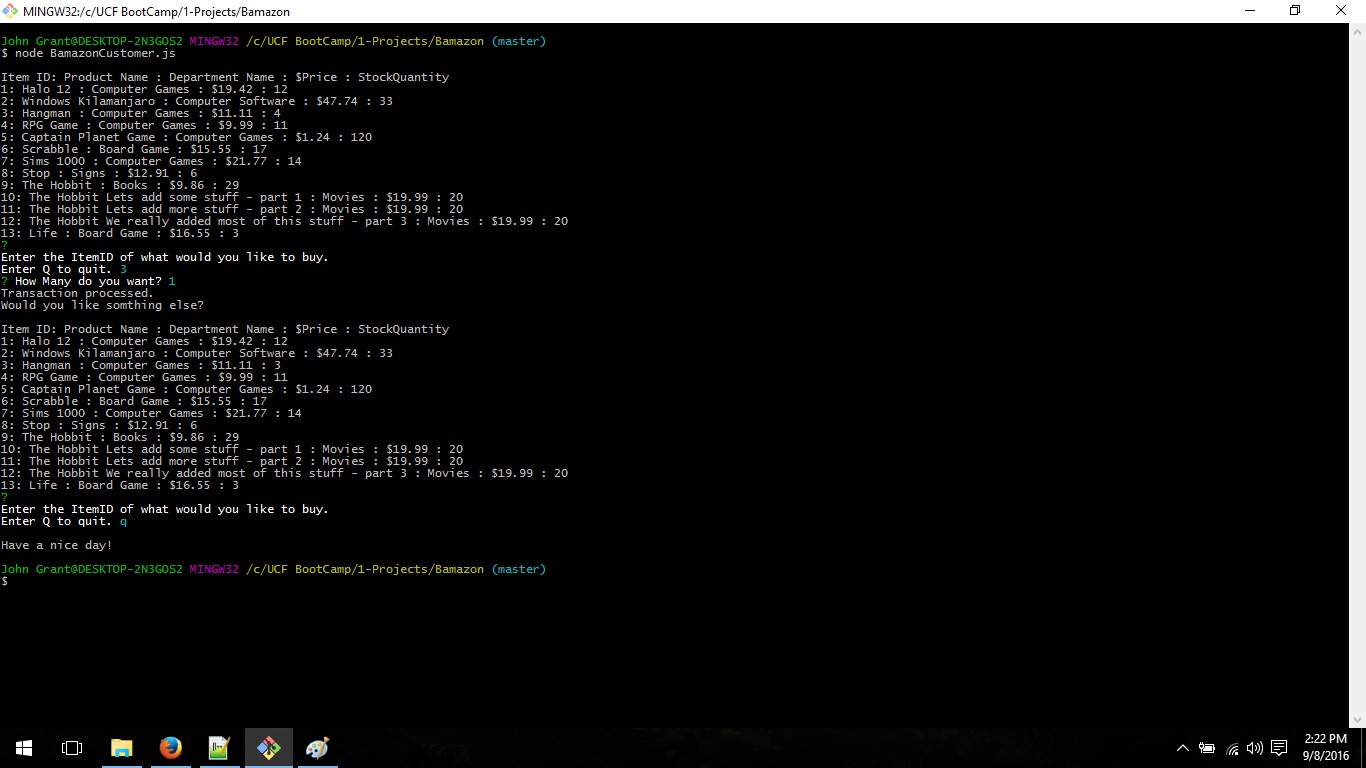 MINGW32:/c/UCF BootCamp/1-Projects/Bamazon
John Grant@DESKTOP-2N3GOS2 MINGW32 /c/UCF BootCamp/1-Projects/Bamazon (master)
$ node BamazonCustomer.js
Item ID: Product Name : Department Name : $Price : StockQuantity
1: Halo 12 : Computer Games : $19.42 : 12
2: Windows Kilamanjaro : Computer Software : $47.74 : 33
3: Hangman : Computer Games : $11.11 : 4
4: RPG Game : Computer Games : $9.99 : 11
5: Captain Planet Game : Computer Games : $1.24 : 120
6: Scrabble : Board Game : $15.55 : 17
7: Sims 1000 : Computer Games : $21.77 : 14
8: Stop : Signs : $12.91 : 6
9: The Hobbit : Books : $9.86 : 29
10: The Hobbit Lets add some stuff - part 1 : Movies : $19.99 : 20
11: The Hobbit Lets add more stuff - part 2 : Movies : $19.99 : 20
12: The Hobbit We really added most of this stuff - part 3 : Movies : $19.99 : 20
13: Life : Board Game : $16.55 : 3
?
Enter the ItemID of what would you like to buy.
Enter Q to quit. 3
? How Many do you want? 1
Transaction processed.
Would you like somthing else?
Item ID: Product Name : Department Name : $Price : StockQuantity
1: Halo 12 : Computer Games : $19.42 : 12
2: Windows Kilamanjaro : Computer Software : $47.74 : 33
3: Hangman : Computer Games : $11.11 : 3
4: RPG Game : Computer Games : $9.99 : 11
5: Captain Planet Game : Computer Games : $1.24 : 120
6: Scrabble : Board Game : $15.55 : 17
7: Sims 1000 : Computer Games : $21.77 : 14
8: Stop : Signs : $12.91 : 6
9: The Hobbit : Books : $9.86 : 29
10: The Hobbit Lets add some stuff - part 1 : Movies : $19.99 : 20
11: The Hobbit Lets add more stuff - part 2 : Movies : $19.99 : 20
12: The Hobbit We really added most of this stuff - part 3 : Movies : $19.99 : 20
13: Life : Board Game : $16.55 : 3
?
Enter the ItemID of what would you like to buy.
Enter Q to quit. q
Have a nice day!
John Grant@DESKTOP-2N3GOS2 MINGW32 /c/UCF BootCamp/1-Projects/Bamazon (master)
$
2:22 PM
9/8/2016